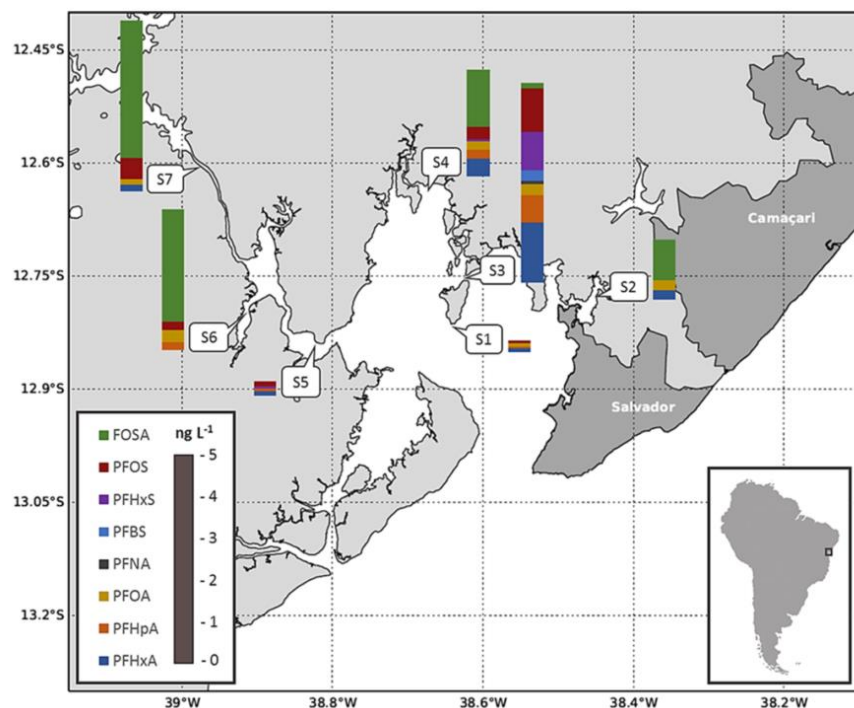 12.45°S
12.6°S
12.75°S
12.9°S
13.05°S
13.2°S
S7
S4
Camaçari
S3
S2
S6
S1
S5
Salvador
ng L-1
FOSA
PFOS
PFHxS
PFBS
PFNA
PFOA
PFHpA
PFHxA
- 5
- 4
- 3
- 2
- 1
- 0
39°W
38.8°W
38.6°W
38.4°W
38.2°W